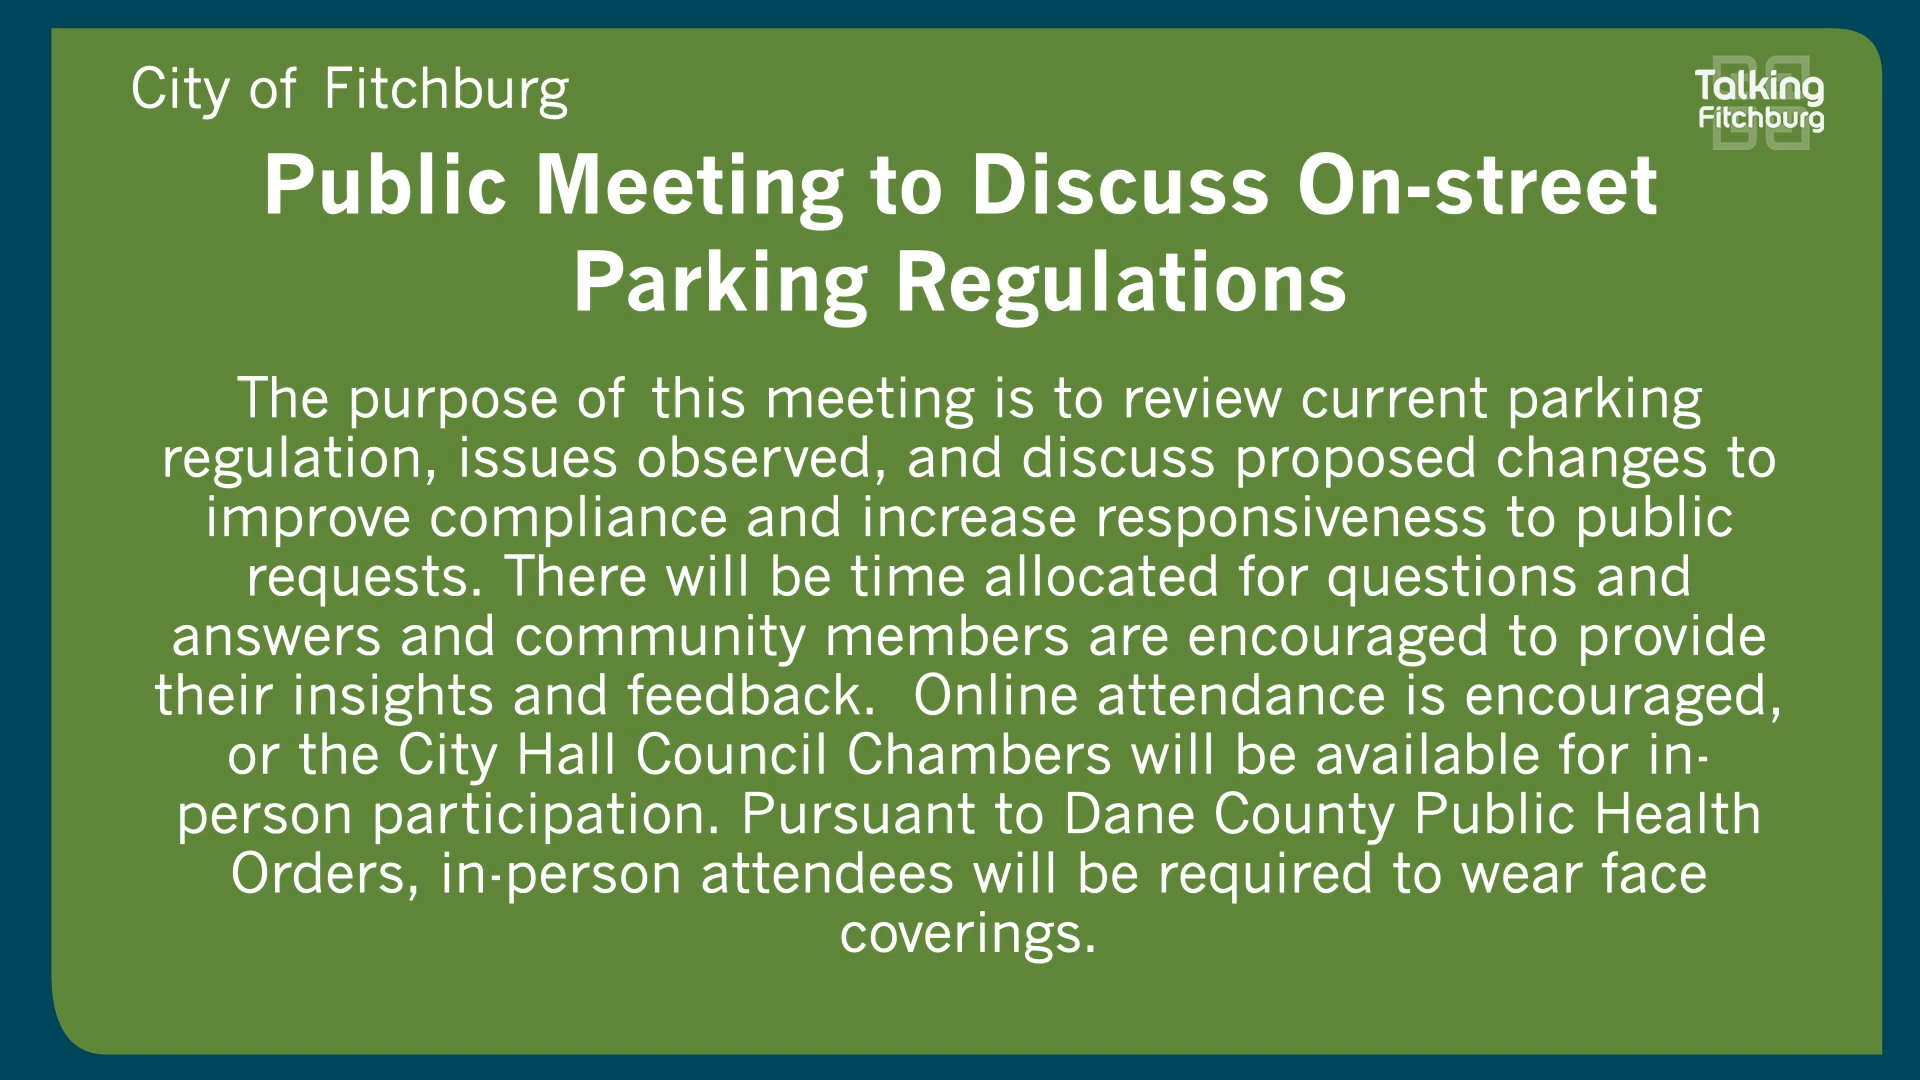 City of Fitchburg
Talking
Fitchburg
Public Meeting to Discuss On-street
Parking Regulations
The purpose of this meeting is to review current parking
regulation, issues observed, and discuss proposed changes to
improve compliance and increase responsiveness to public
requests. There will be time allocated for questions and
answers and community members are encouraged to provide
their insights and feedback.  Online attendance is encouraged,
or the City Hall Council Chambers will be available for in-
person participation. Pursuant to Dane County Public Health
Orders, in-person attendees will be required to wear face
coverings.